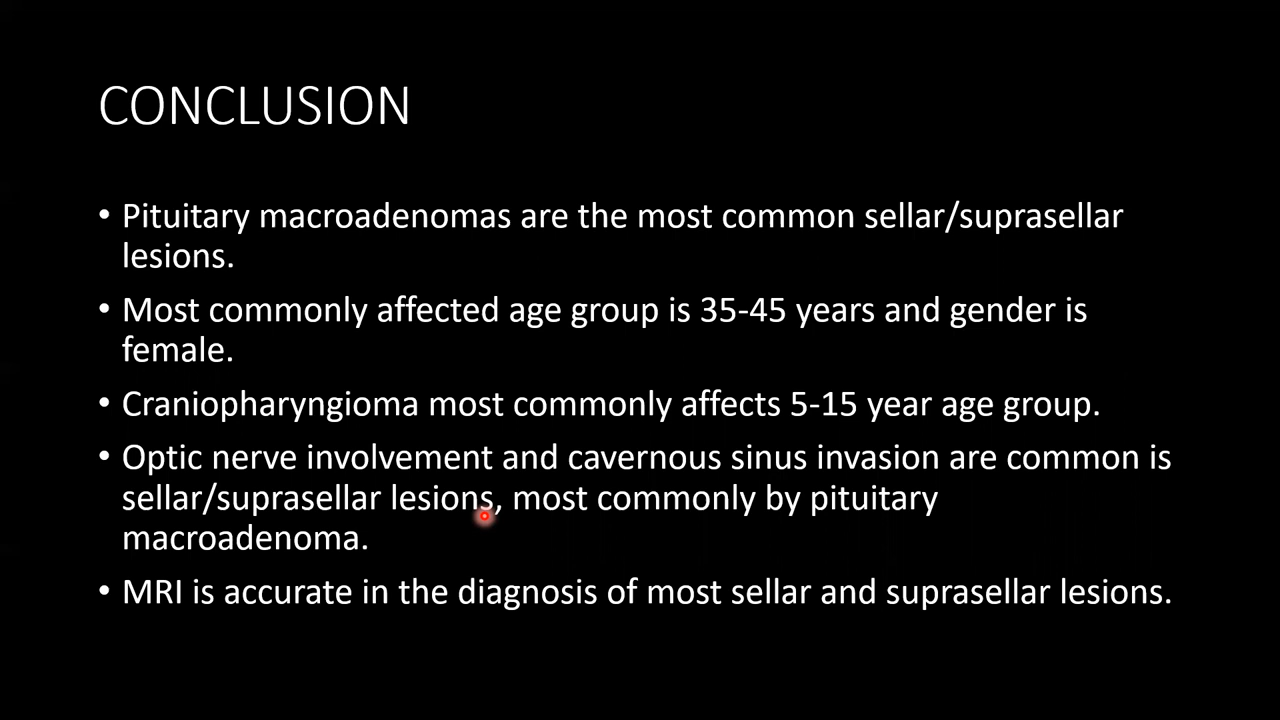 CONCLUSION
• Pituitary macroadenomas are the most common sellar/suprasellar
lesions.
• Most commonly affected age group is 35-45 years and gender is
female.
• Craniopharyngioma most commonly affects 5-15 year age group.
• Optic nerve involvement and cavernous sinus invasion are common is
sellar/suprasellar lesions, most commonly by pituitary
macroadenoma.
• MRI is accurate in the diagnosis of most sellar and suprasellar lesions.